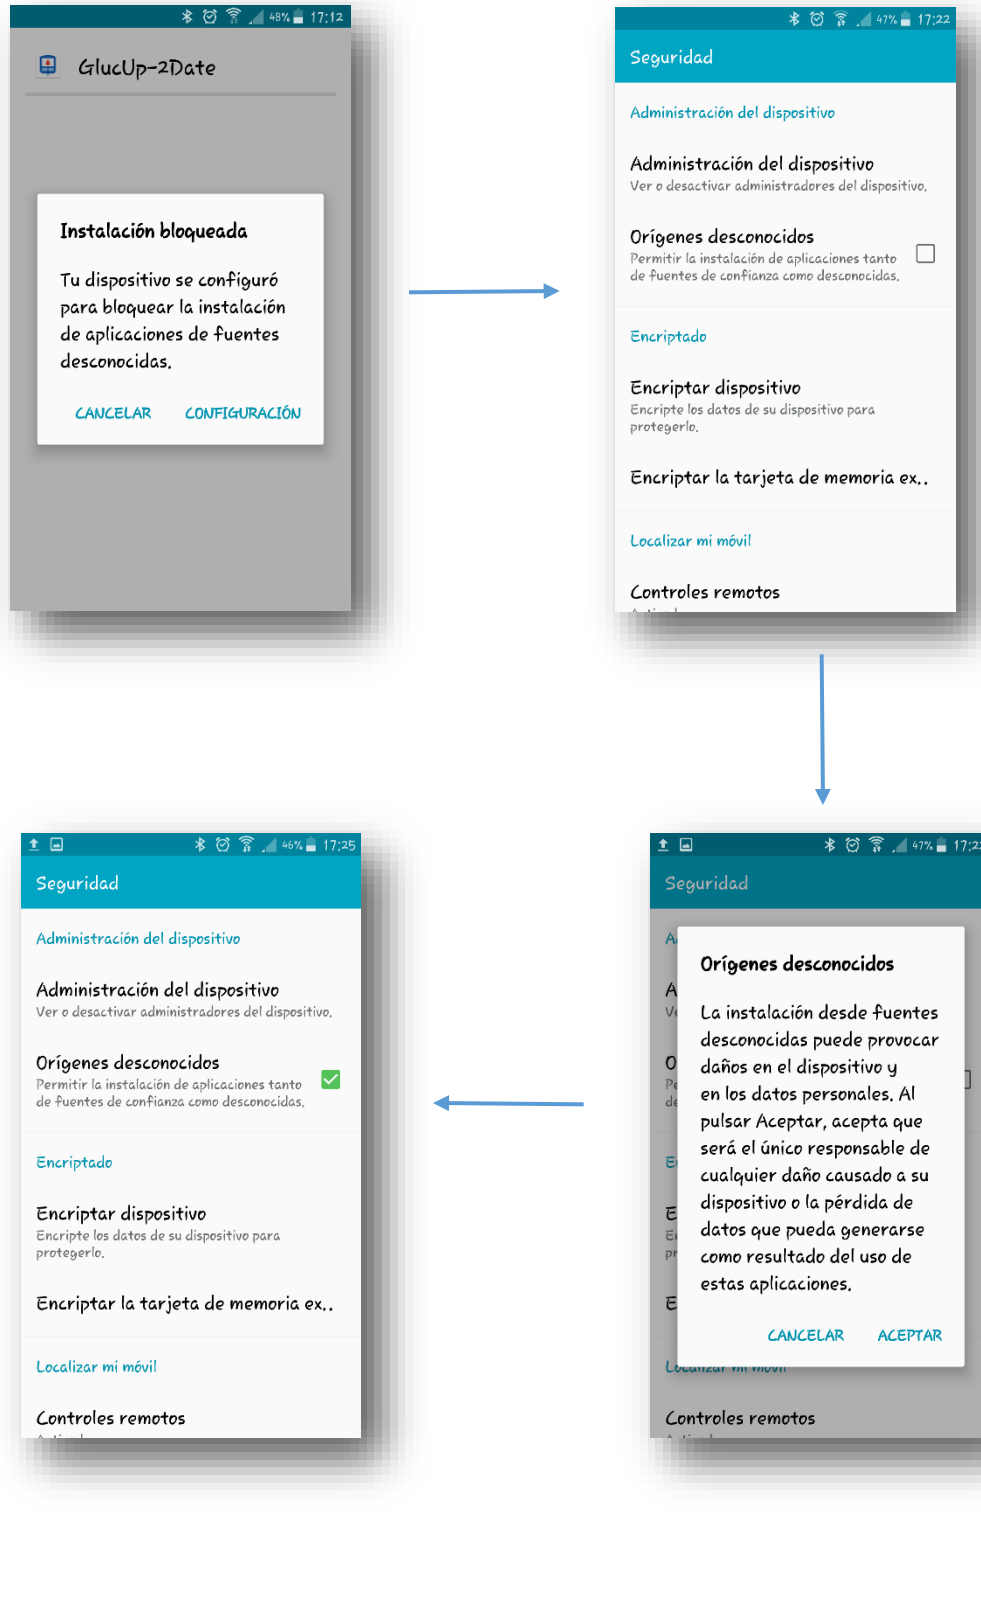 48% 17:12
GlucUp-2Date
Instalación bloqueada
Tu dispositivo se configuró
para bloquear la instalación
de aplicaciones de fuentes
desconocidas.
CANCELAR CONFIGURACIÓN
47% 17:22
Seguridad
Administración del dispositivo
Administración del dispositivo
Ver o desactivar administradores del dispositivo.
Orígenes desconocidos
Permitir la instalación de aplicaciones tanto
de fuentes de confianza como desconocidas.
Encriptado
Encriptar dispositivo
Encripte los datos de su dispositivo para
protegerlo.
Encriptar la tarjeta de memoria ex..
Localizar mi móvil
Controles remotos
47%
Seguridad
Orígenes desconocidos
La instalación desde fuentes
desconocidas puede provocar
daños en el dispositivo y
en los datos personales. Al
pulsar Aceptar, acepta que
será el único responsable de
cualquier daño causado a su
dispositivo o la pérdida de
datos que pueda generarse
como resultado del uso de
estas aplicaciones.
CANCELAR ACEPTAR
Localizar mi móvil
Controles remotos
46% 17:25
Seguridad
Administración del dispositivo
Administración del dispositivo
Ver o desactivar administradores del dispositivo.
Orígenes desconocidos
Permitir la instalación de aplicaciones tanto
de fuentes de confianza como desconocidas.
Encriptado
Encriptar dispositivo
Encripte los datos de su dispositivo para
protegerlo.
Encriptar la tarjeta de memoria ex..
Localizar mi móvil
Controles remotos